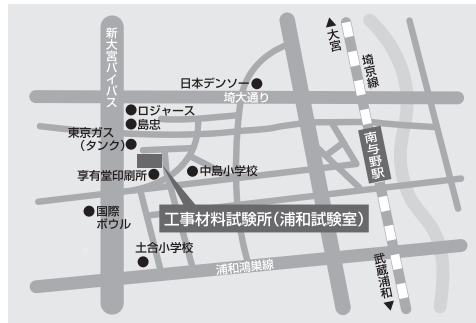 新大宮バイパス
▲大宮
埼京線
日本デンソー
埼大通り
ロジャース
島忠
東京ガス
(タンク)
南与野駅
享有堂印刷所
中島小学校
工事材料試験所(浦和試験室)
国際
ボウル
土合小学校
浦和鴻巣線
武蔵浦和▼